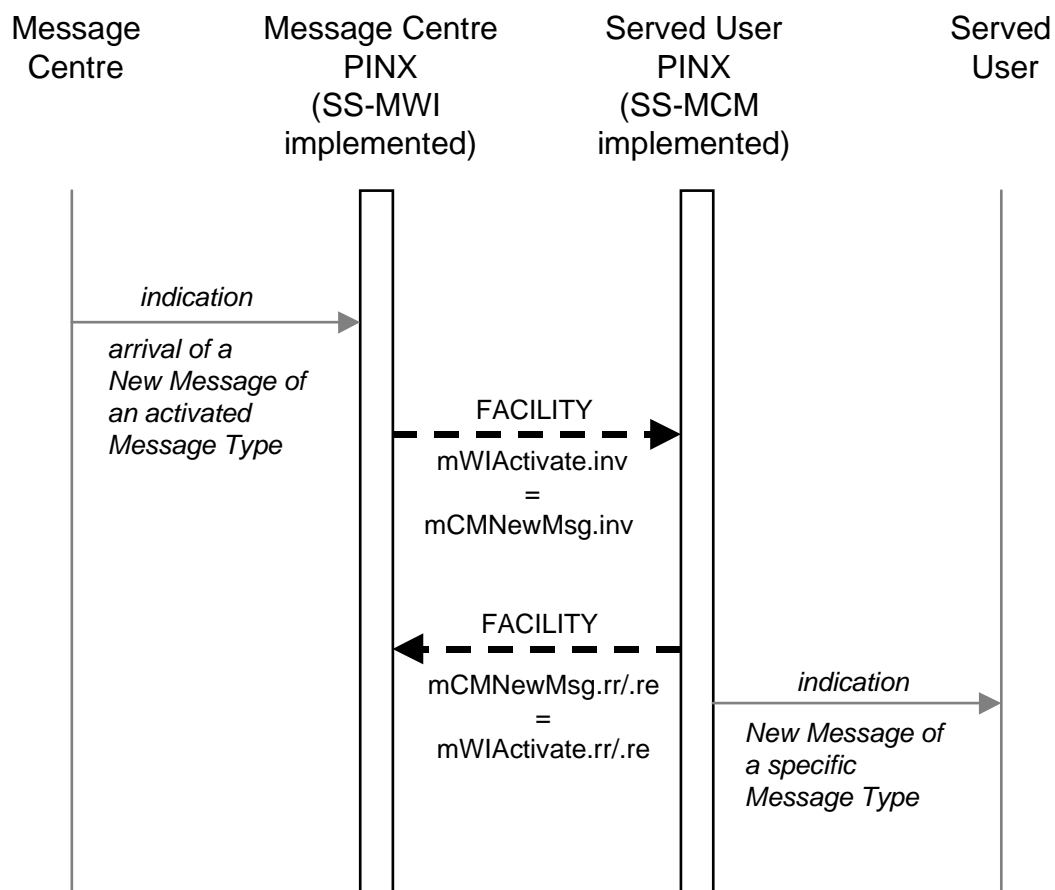 Message
Centre
Message Centre
PINX
(SS-MWI
implemented)
Served User
PINX
(SS-MCM
implemented)
Served
User
indication
arrival of a
New Message of
an activated
Message Type
FACILITY
mWIActivate.inv
=
mCMNewMsg.inv
FACILITY
mCMNewMsg.rr/.re
=
mWIActivate.rr/.re
indication
New Message of
a specific
Message Type